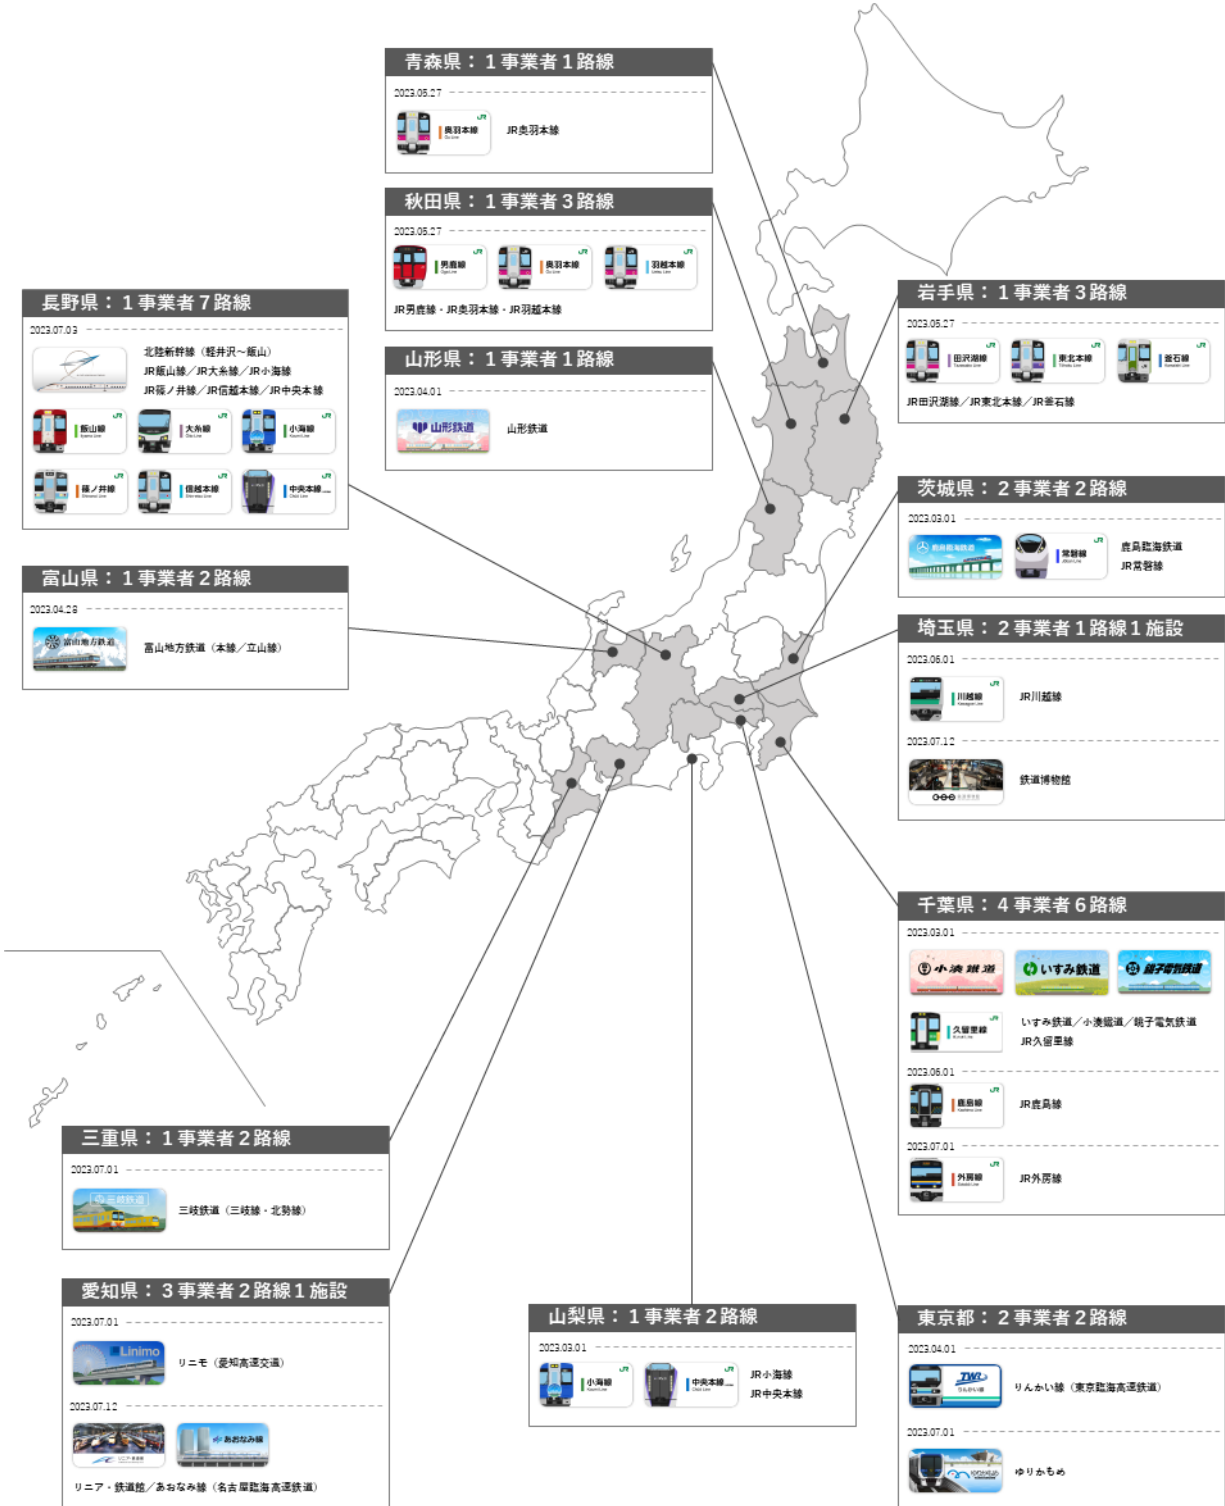 青森県：１事業者１路線
2023.05.27
奥羽本線
JR奥羽本線
秋田県：１事業者３路線
2023.05.27
男鹿線
奥羽本線
羽越本線
JR男鹿線・JR奥羽本線・JR羽越本線
長野県：１事業者７路線
2023.07.03
北陸新幹線（軽井沢～飯山）
JR飯山線／JR大糸線／JR小海線
JR篠ノ井線／JR信越本線／JR中央本線
飯山線
大糸線
小海線
篠ノ井線
信越本線
中央本線
岩手県：１事業者３路線
2023.05.27
田沢湖線
東北本線
釜石線
JR田沢湖線／JR東北本線／JR釜石線
山形県：１事業者１路線
2023.04.01
山形鉄道
山形鉄道
茨城県：２事業者２路線
2023.03.01
鹿島臨海鉄道
常磐線
鹿島臨海鉄道
JR常磐線
富山県：１事業者２路線
2023.04.28
富山地方鉄道
富山地方鉄道（本線／立山線）
埼玉県：２事業者１路線１施設
2023.06.01
川越線
JR川越線
2023.07.12
鉄道博物館
千葉県：４事業者６路線
2023.03.01
小湊鐵道
いすみ鉄道
銚子電気鉄道
久留里線
いすみ鉄道／小湊鐵道／銚子電気鉄道
JR久留里線
2023.06.01
鹿島線
JR鹿島線
2023.07.01
外房線
JR外房線
三重県：１事業者２路線
2023.07.01
三岐鉄道
三岐鉄道（三岐線・北勢線）
愛知県：３事業者２路線１施設
2023.07.01
Linimo
リニモ（愛知高速交通）
2023.07.12
リニア・鉄道館
あおなみ線
リニア・鉄道館／あおなみ線（名古屋臨海高速鉄道）
山梨県：１事業者２路線
2023.03.01
小海線
中央本線
JR小海線
JR中央本線
東京都：２事業者２路線
2023.04.01
TWR
りんかい線
りんかい線（東京臨海高速鉄道）
2023.07.01
ゆりかもめ
ゆりかもめ